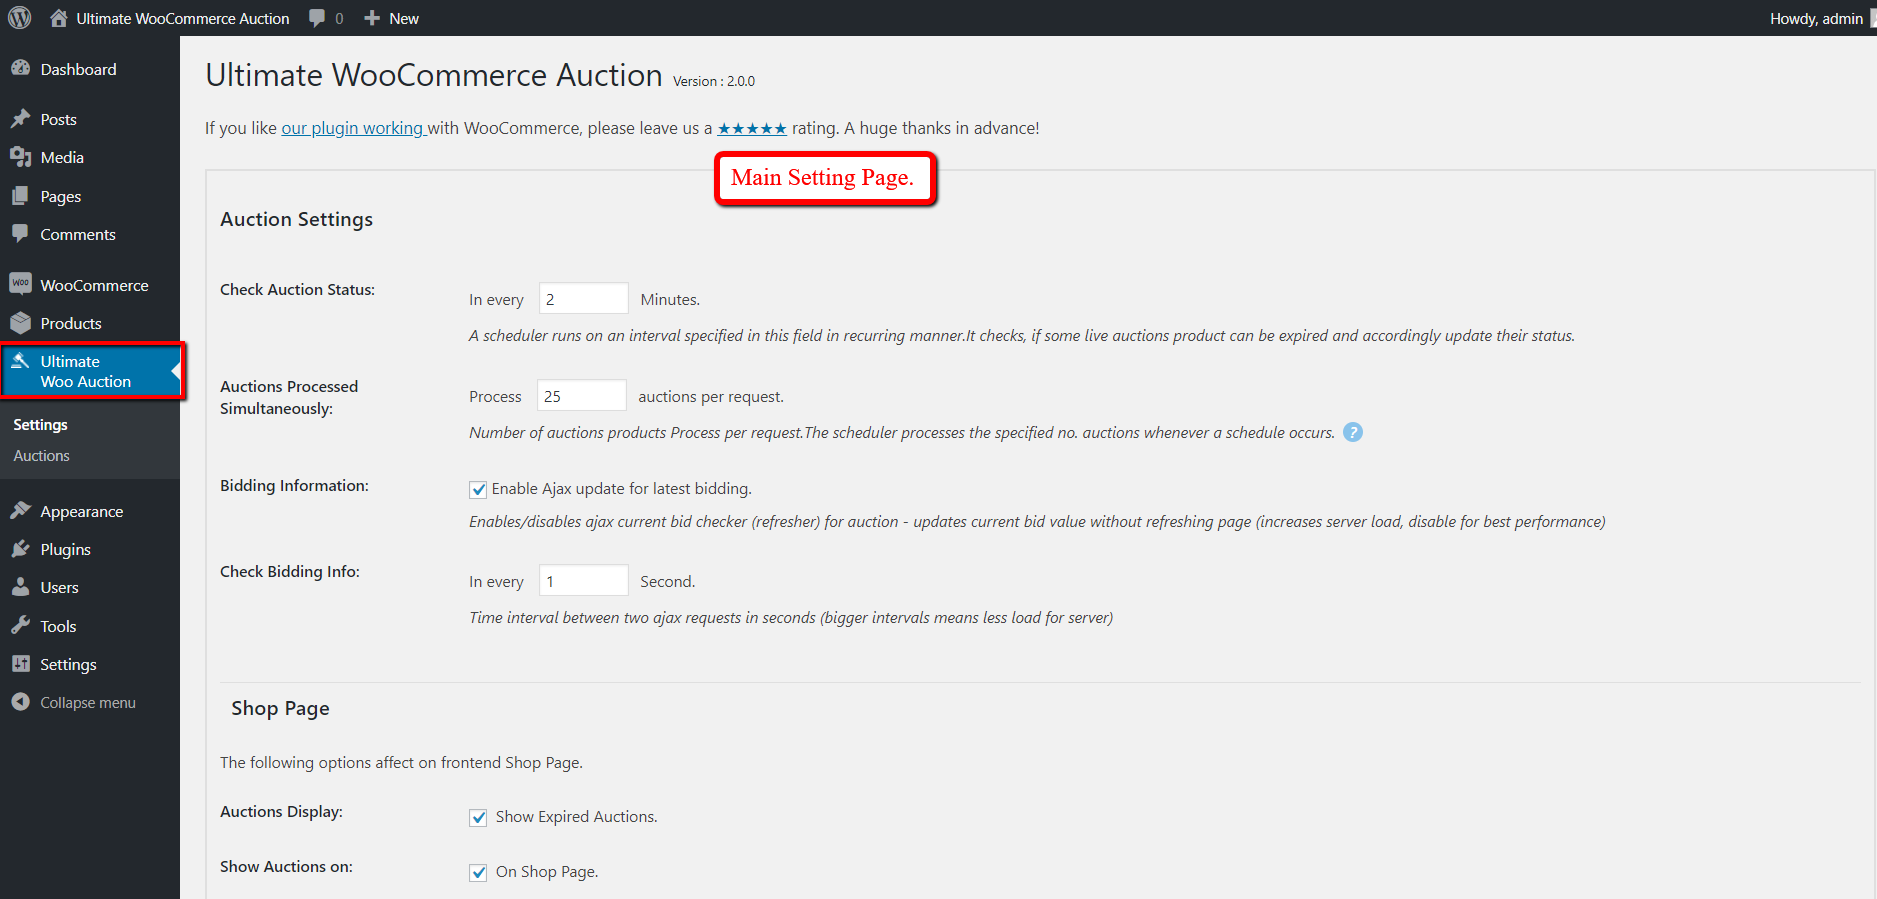 Ultimate WooCommerce Auction 0 New Howdy, admin
Dashboard
Posts
Media
Pages
Comments
Woo WooCommerce
Products
Ultimate
Woo Auction
Settings
Auctions
Appearance
Plugins
Users
Tools
Settings
Collapse menu
Ultimate WooCommerce Auction Version : 2.0.0
If you like our plugin working with WooCommerce, please leave us a ★★★★★ rating. A huge thanks in advance!
Main Setting Page.
Auction Settings
Check Auction Status: In every 2 Minutes.
A scheduler runs on an interval specified in this field in recurring manner.It checks, if some live auctions product can be expired and accordingly update their status.
Auctions Processed
Simultaneously:
Process 25 auctions per request.
Number of auctions products Process per request.The scheduler processes the specified no. auctions whenever a schedule occurs. ?
Bidding Information: Enable Ajax update for latest bidding.
Enables/disables ajax current bid checker (refresher) for auction - updates current bid value without refreshing page (increases server load, disable for best performance)
Check Bidding Info: In every 1 Second.
Time interval between two ajax requests in seconds (bigger intervals means less load for server)
Shop Page
The following options affect on frontend Shop Page.
Auctions Display: Show Expired Auctions.
Show Auctions on: On Shop Page.